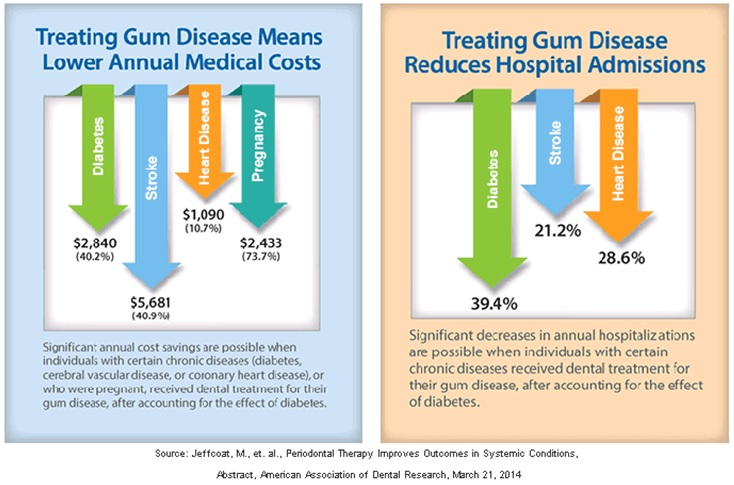 Treating Gum Disease Means
Lower Annual Medical Costs
Diabetes
Stroke
Heart Disease
Pregnancy
$2,840
(40.2%)
$5,681
(40.9%)
$1,090
(10.7%)
$2,433
(73.7%)
Significant annual cost savings are possible when
individuals with certain chronic diseases (diabetes,
cerebral vascular disease, or coronary heart disease), or
who were pregnant, received dental treatment for their
gum disease, after accounting for the effect of diabetes.
Treating Gum Disease
Reduces Hospital Admissions
Diabetes
Stroke
Heart Disease
39.4%
21.2%
28.6%
Significant decreases in annual hospitalizations
are possible when individuals with certain
chronic diseases received dental treatment for
their gum disease, after accounting for the effect
of diabetes.
Source: Jeffcoat, M., et. al., Periodontal Therapy Improves Outcomes in Systemic Conditions,
Abstract, American Association of Dental Research, March 21, 2014